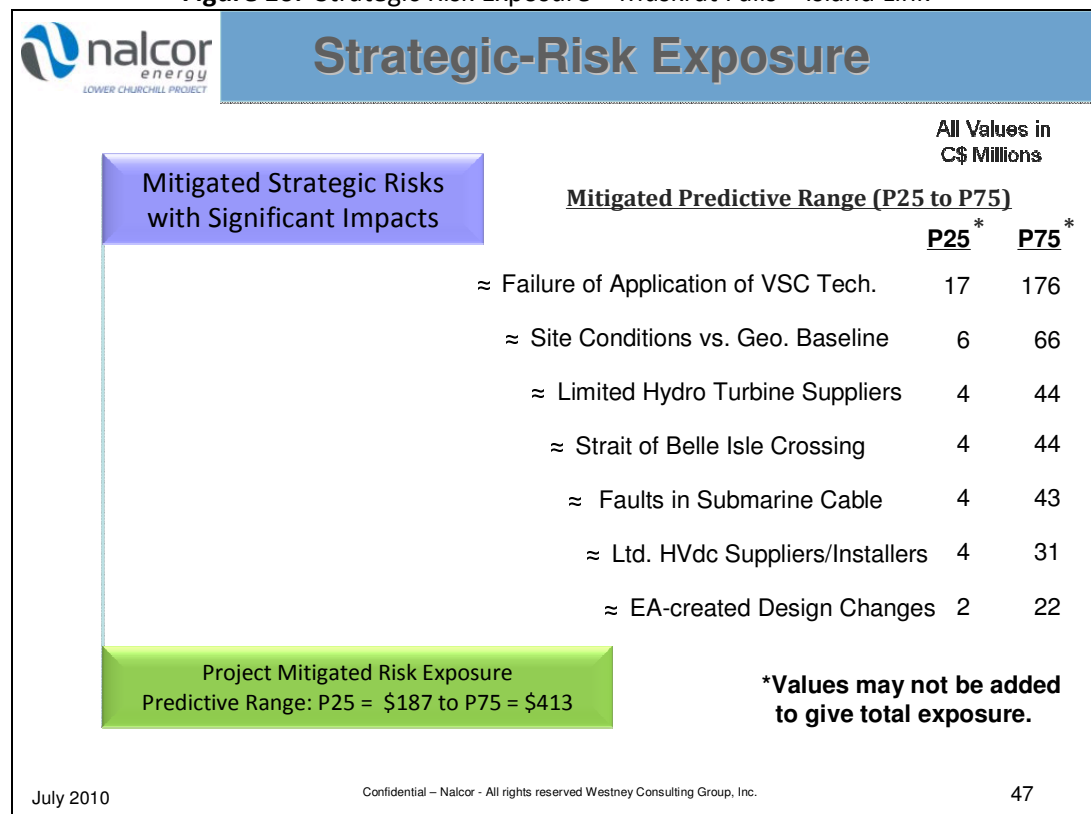 nalcor
energy
LOWER CHURCHILL PROJECT
Strategic-Risk Exposure
All Values in
C$ Millions
Mitigated Strategic Risks
with Significant Impacts
Mitigated Predictive Range (P25 to P75)
P25* P75*
≈ Failure of Application of VSC Tech. 17 176
≈ Site Conditions vs. Geo. Baseline 6 66
≈ Limited Hydro Turbine Suppliers 4 44
≈ Strait of Belle Isle Crossing 4 44
≈ Faults in Submarine Cable 4 43
≈ Ltd. HVdc Suppliers/Installers 4 31
≈ EA-created Design Changes 2 22
Project Mitigated Risk Exposure
Predictive Range: P25 = $187 to P75 = $413
*Values may not be added
to give total exposure.
July 2010
Confidential – Nalcor - All rights reserved Westney Consulting Group, Inc.
47